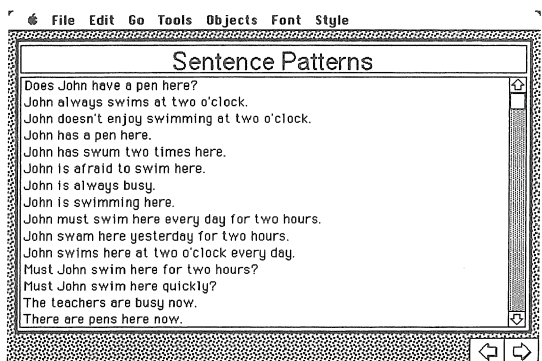 File Edit Go Tools Objects Font Style
Sentence Patterns
Does John have a pen here?
John always swims at two o'clock.
John doesn't enjoy swimming at two o'clock.
John has a pen here.
John has swum two times here.
John is afraid to swim here.
John is always busy.
John is swimming here.
John must swim here every day for two hours.
John swam here yesterday for two hours.
John swims here at two o'clock every day.
Must John swim here for two hours?
Must John swim here quickly?
The teachers are busy now.
There are pens here now.